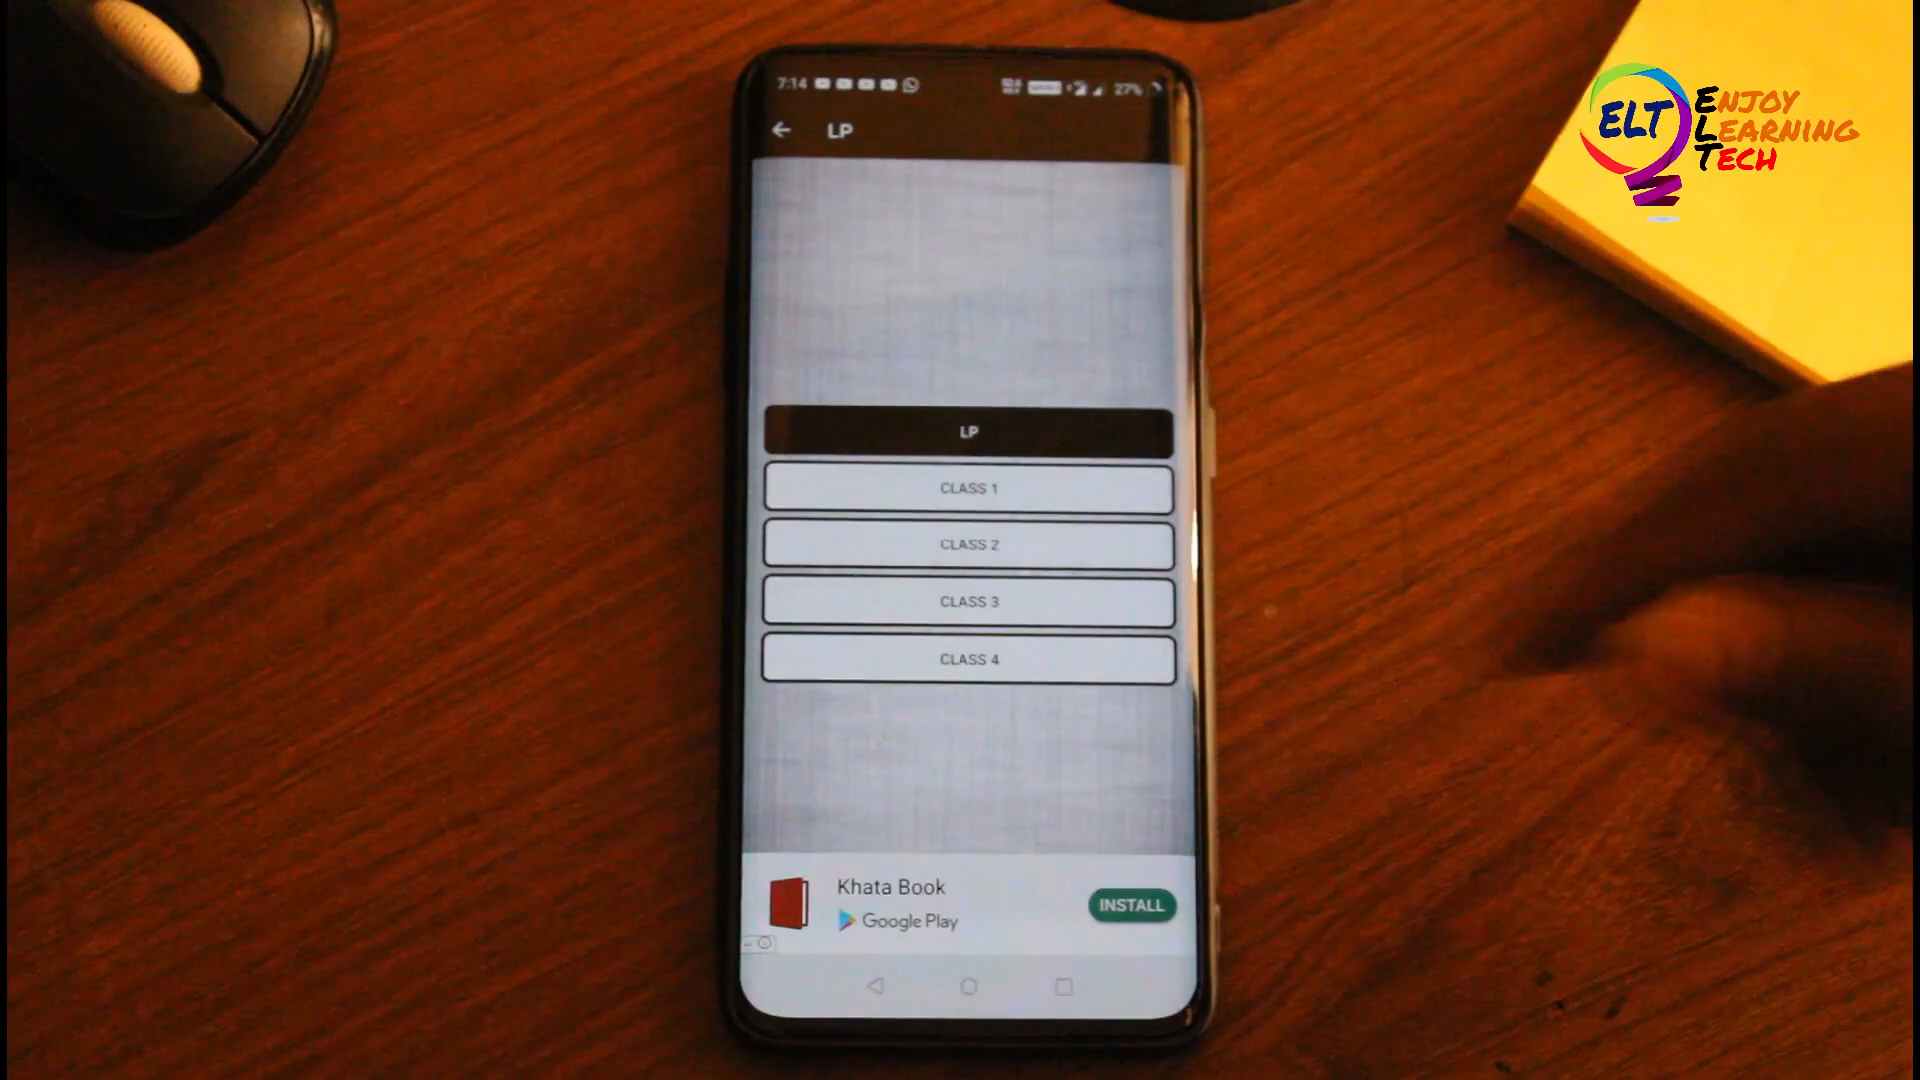 7:14
27%
LP
LP
CLASS 1
CLASS 2
CLASS 3
CLASS 4
Khata Book
Google Play
INSTALL
ELT
ENJOY
LEARNING
TECH